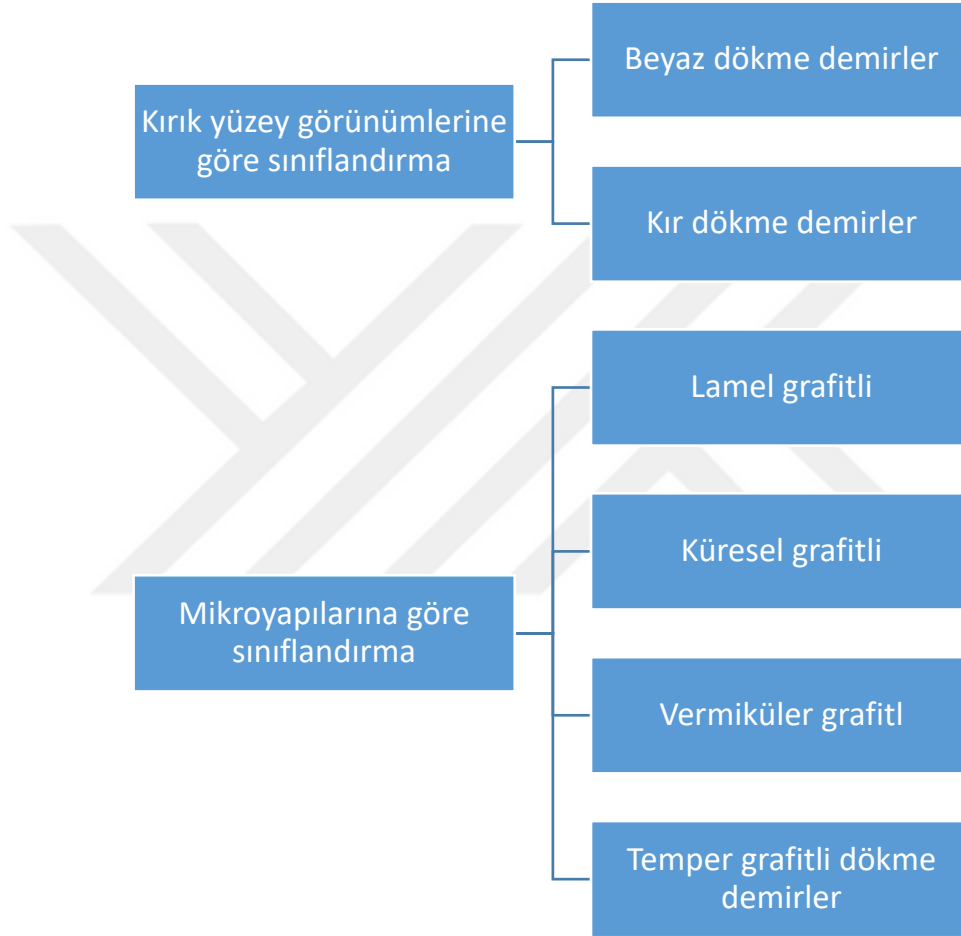 Kırık yüzey görünümlerine
göre sınıflandırma
Beyaz dökme demirler
Kır dökme demirler
Mikroyapılarına göre
sınıflandırma
Lamel grafitli
Küresel grafitli
Vermiküler grafitl
Temper grafitli dökme
demirler